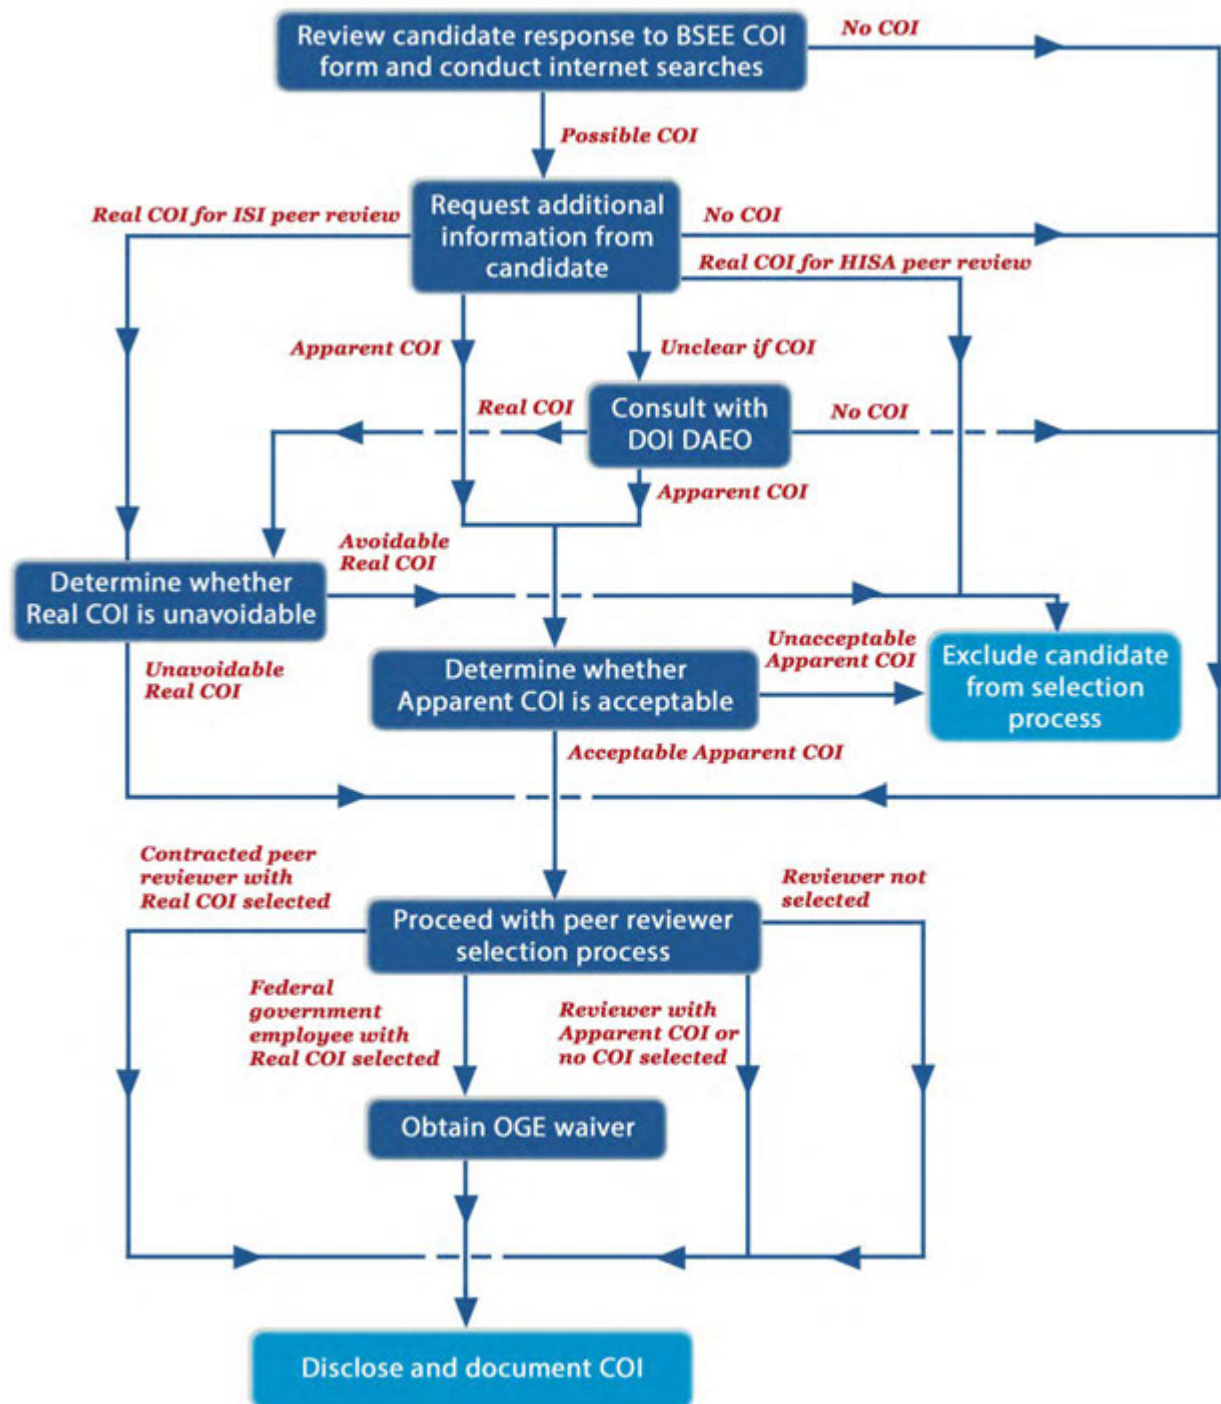 Review candidate response to BSEE COI
form and conduct internet searches
No COI
Possible COI
Real COI for ISI peer review
Request additional
information from
candidate
No COI
Real COI for HISA peer review
Apparent COI
Unclear if COI
Real COI
Consult with
DOI DAEO
No COI
Apparent COI
Avoidable
Real COI
Determine whether
Real COI is unavoidable
Unavoidable
Real COI
Determine whether
Apparent COI is acceptable
Unacceptable
Apparent COI
Exclude candidate
from selection
process
Acceptable Apparent COI
Contracted peer
reviewer with
Real COI selected
Proceed with peer reviewer
selection process
Reviewer not
selected
Federal
government
employee with
Real COI selected
Reviewer with
Apparent COI or
no COI selected
Obtain OGE waiver
Disclose and document COI